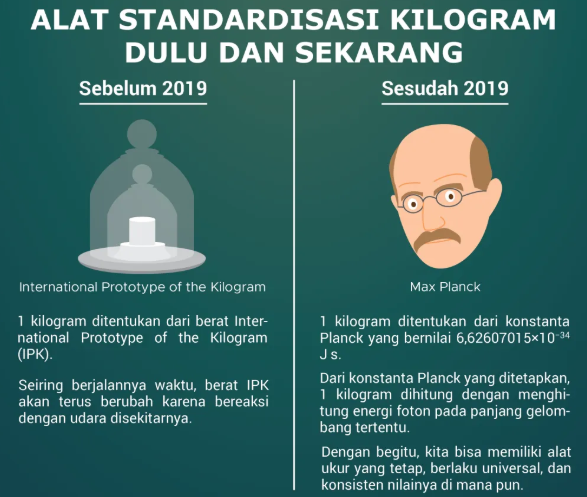 ALAT STANDARDISASI KILOGRAM
DULU DAN SEKARANG
Sebelum 2019
International Prototype of the Kilogram
1 kilogram ditentukan dari berat Inter-
national Prototype of the Kilogram
(IPK).
Seiring berjalannya waktu, berat IPK
akan terus berubah karena bereaksi
dengan udara disekitarnya.
Sesudah 2019
Max Planck
1 kilogram ditentukan dari konstanta
Planck yang bernilai 6,62607015×10⁻³⁴
J s.
Dari konstanta Planck yang ditetapkan,
1 kilogram dihitung dengan menghi-
tung energi foton pada panjang gelom-
bang tertentu.
Dengan begitu, kita bisa memiliki alat
ukur yang tetap, berlaku universal, dan
konsisten nilainya di mana pun.